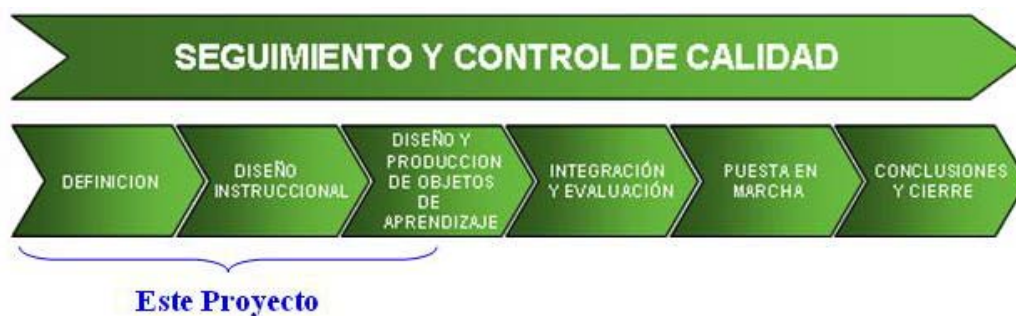 SEGUIMIENTO Y CONTROL DE CALIDAD
DEFINICION
DISEÑO
INSTRUCCIONAL
DISEÑO Y
PRODUCCION
DE OBJETOS
DE
APRENDIZAJE
INTEGRACIÓN
Y EVALUACIÓN
PUESTA EN
MARCHA
CONCLUSIONES
Y CIERRE
Este Proyecto